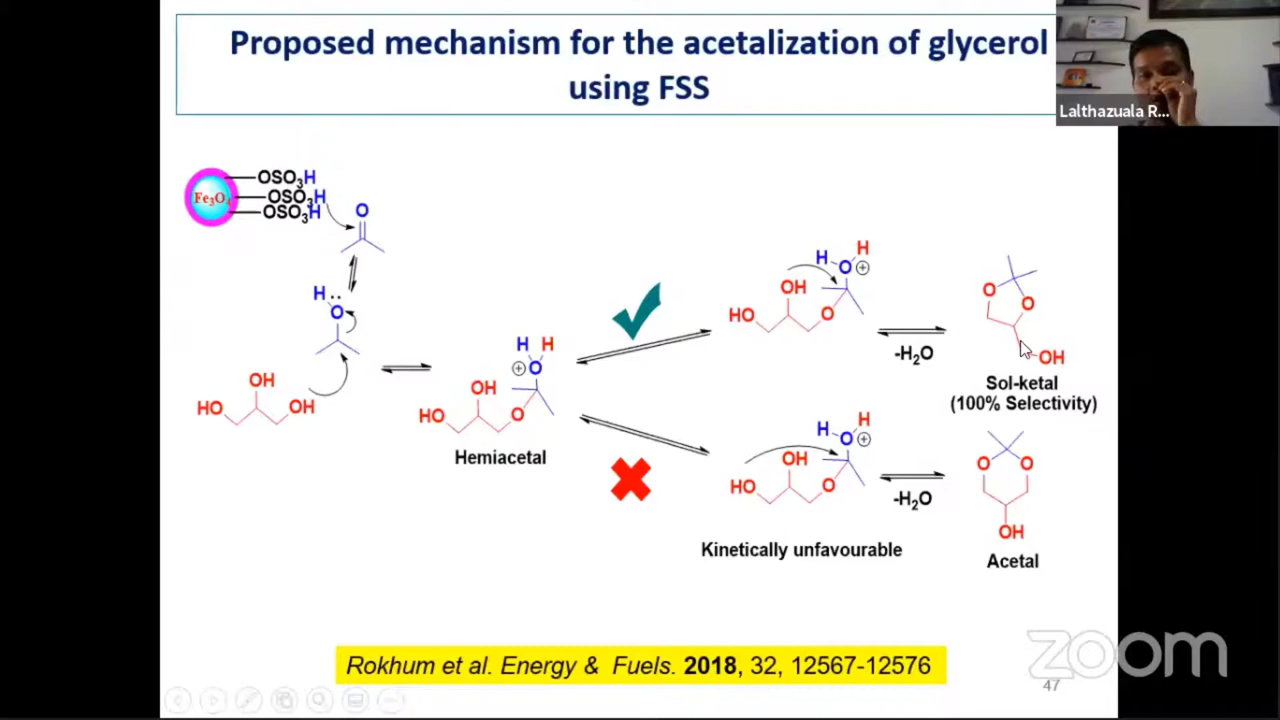 Proposed mechanism for the acetalization of glycerol
using FSS
Lalthazuala R...
OSO₃H
Fe₃O₄
OSO₃H
OSO₃H
O
H
O
OH
HO
OH
H H
⊕O
OH
HO
O
Hemiacetal
H
H O ⊕
OH
HO
O
-H₂O
O
O
OH
Sol-ketal
(100% Selectivity)
H
H O ⊕
OH
HO
O
-H₂O
O O
OH
Kinetically unfavourable
Acetal
Rokhum et al. Energy & Fuels. 2018, 32, 12567-12576
zoom
47